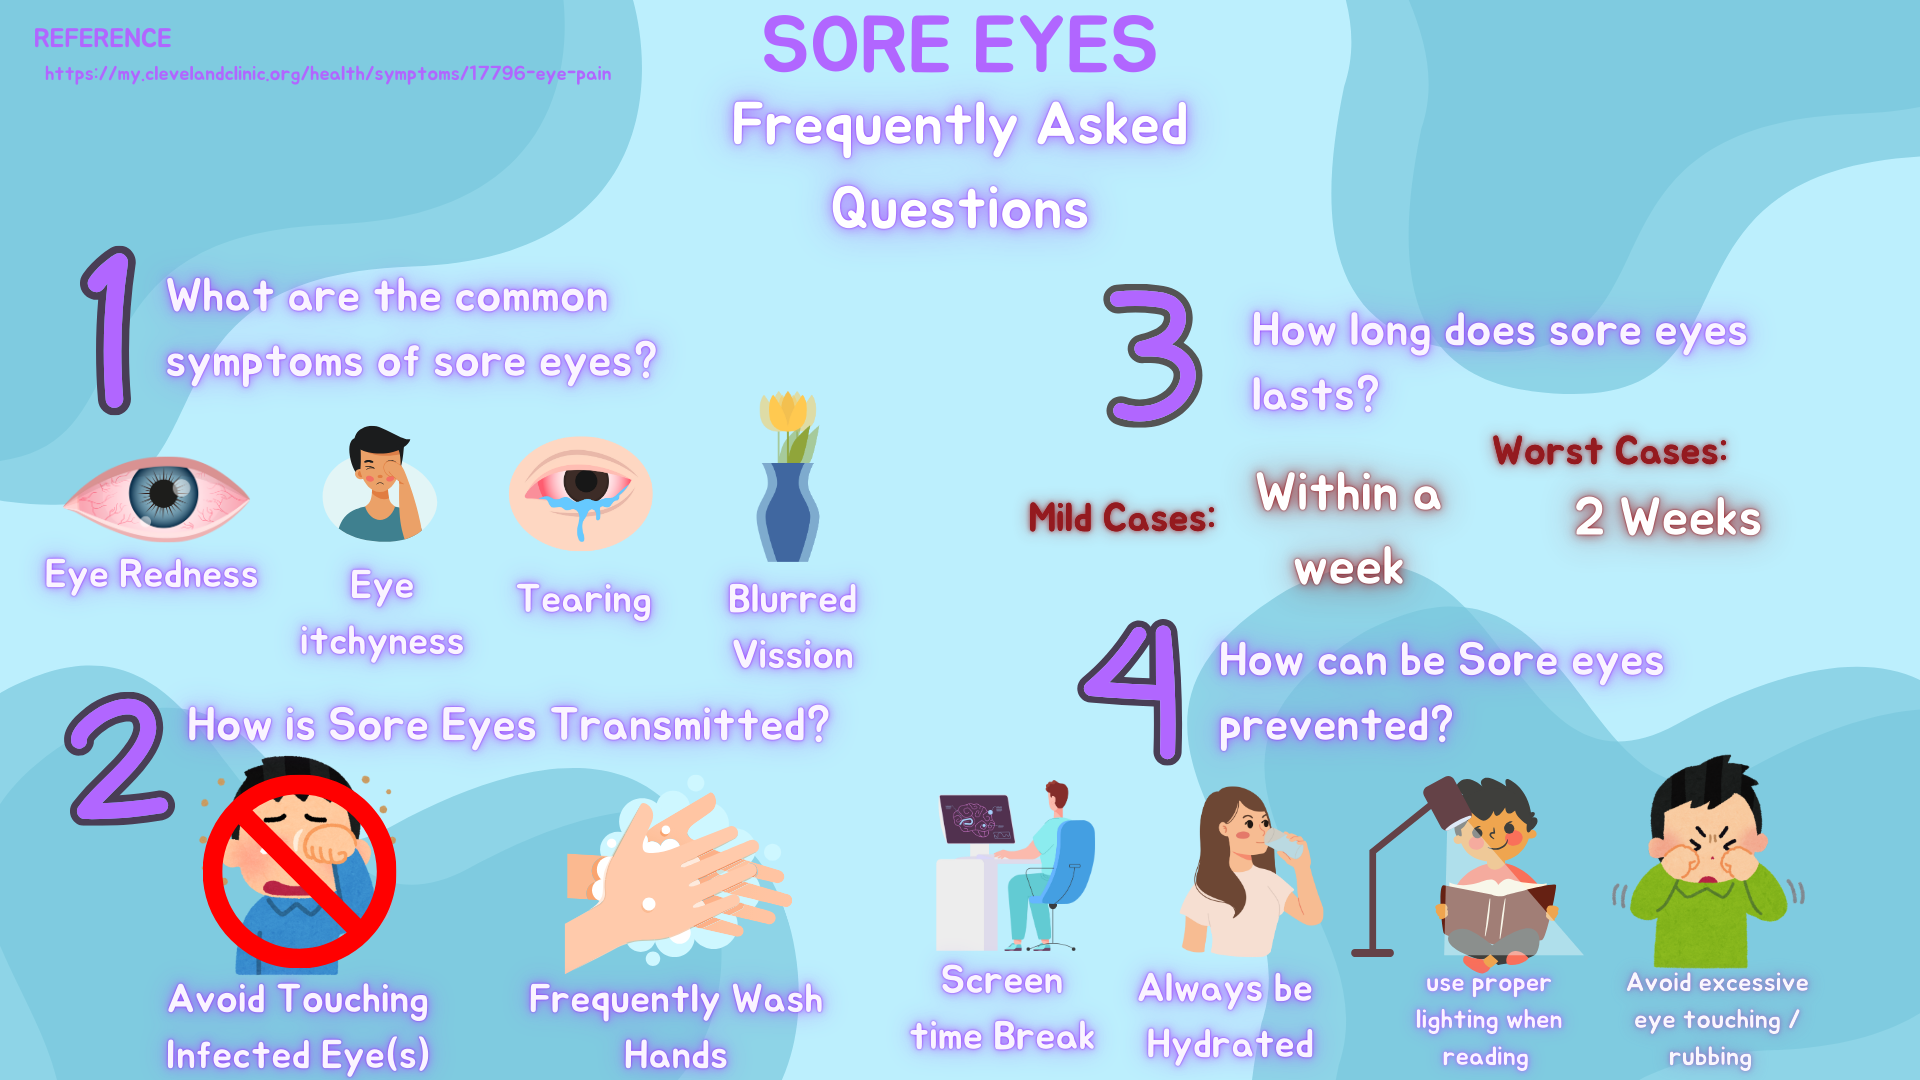 REFERENCE
https://my.clevelandclinic.org/health/symptoms/17796-eye-pain
SORE EYES
Frequently Asked
Questions
1
What are the common
symptoms of sore eyes?
Eye Redness
Eye
itchyness
Tearing
Blurred
Vission
2
How is Sore Eyes Transmitted?
Avoid Touching
Infected Eye(s)
Frequently Wash
Hands
3
How long does sore eyes
lasts?
Mild Cases:
Within a
week
Worst Cases:
2 Weeks
4
How can be Sore eyes
prevented?
Screen
time Break
Always be
Hydrated
use proper
lighting when
reading
Avoid excessive
eye touching /
rubbing